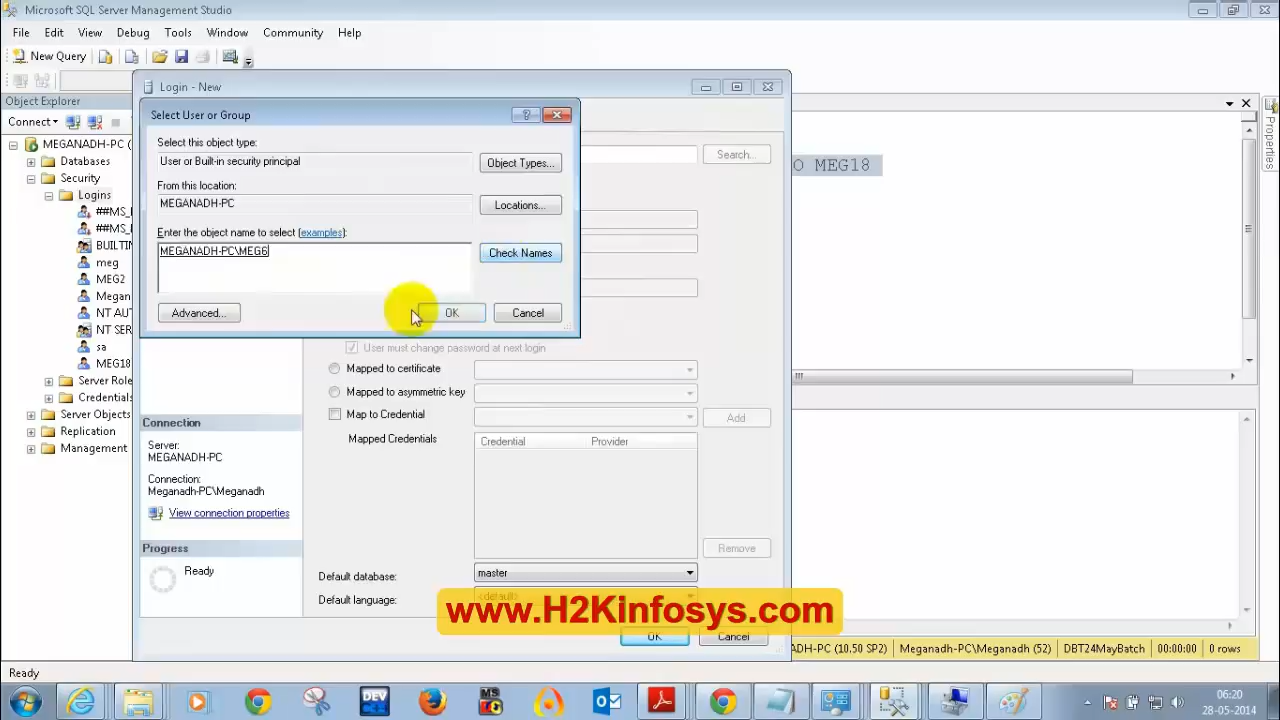 Microsoft SQL Server Management Studio
File Edit View Debug Tools Window Community Help
New Query
Object Explorer
Connect
MEGANADH-PC (
Databases
Security
Logins
##MS_
##MS_
BUILTIN
meg
MEG2
Megan
NT AUT
NT SER
sa
MEG18
Server Role
Credentials
Server Objects
Replication
Management
Login - New
Select User or Group
Select this object type:
User or Built-in security principal
Object Types...
From this location:
MEGANADH-PC
Locations...
Enter the object name to select (examples):
MEGANADH-PC\MEG6
Check Names
Advanced...
OK
Cancel
Search...
O MEG18
Properties
User must change password at next login
Mapped to certificate
Mapped to asymmetric key
Map to Credential
Add
Mapped Credentials
Credential Provider
Remove
Default database:
master
Default language:
<default>
Connection
Server:
MEGANADH-PC
Connection:
Meganadh-PC\Meganadh
View connection properties
Progress
Ready
www.H2Kinfosys.com
OK
Cancel
ADH-PC (10.50 SP2) Meganadh-PC\Meganadh (52) DBT24MayBatch 00:00:00 0 rows
Ready
DEV
MS
06:20
28-05-2014